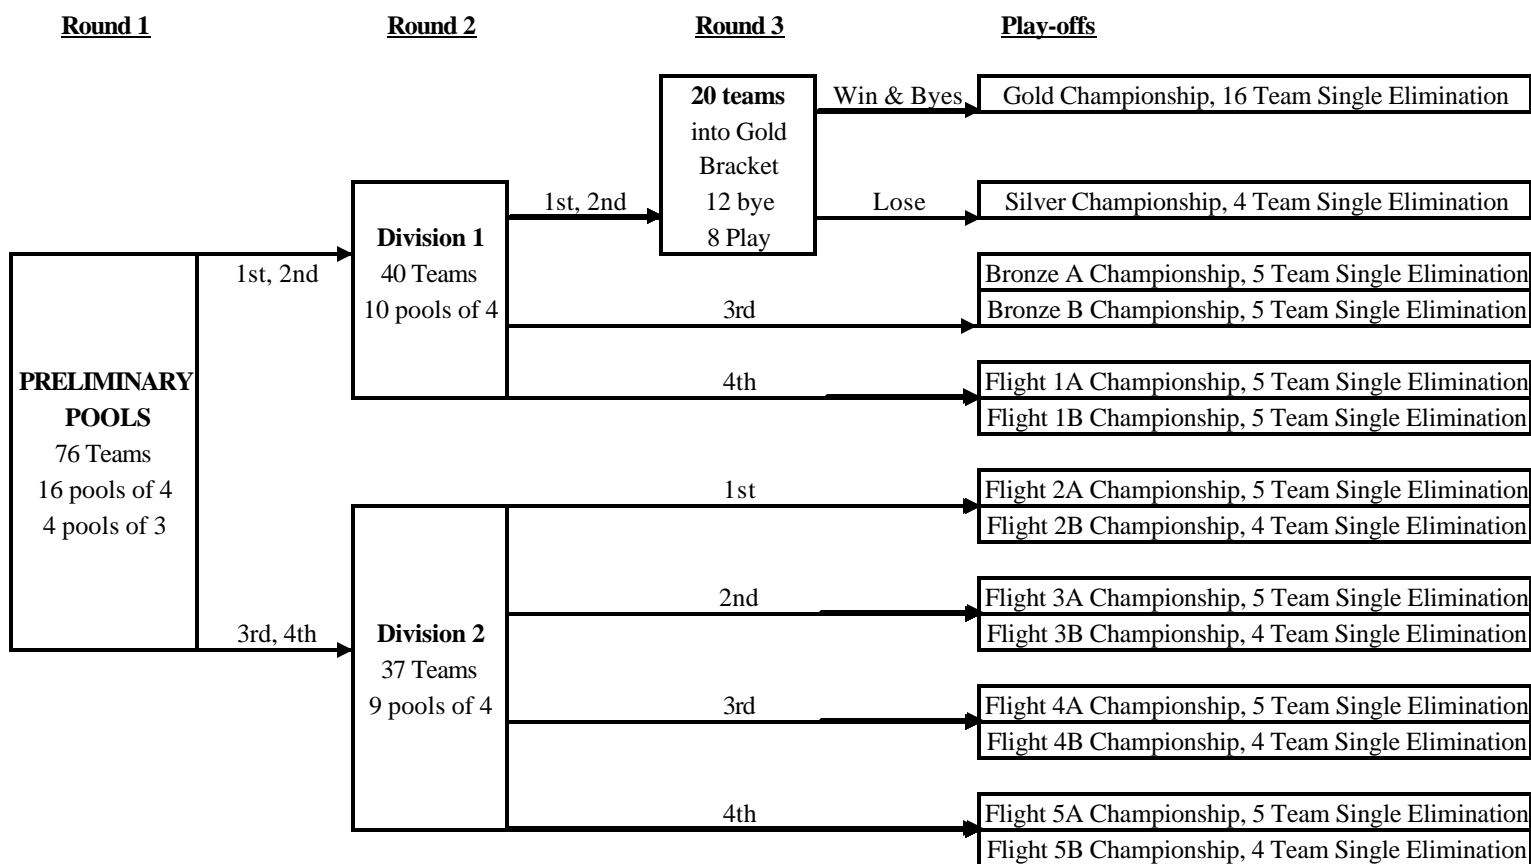 Round 1
Round 2
Round 3
Play-offs
20 teams
into Gold
Bracket
12 bye
8 Play
Win & Byes
Gold Championship, 16 Team Single Elimination
Lose
Silver Championship, 4 Team Single Elimination
1st, 2nd
Division 1
40 Teams
10 pools of 4
1st, 2nd
Bronze A Championship, 5 Team Single Elimination
3rd
Bronze B Championship, 5 Team Single Elimination
4th
Flight 1A Championship, 5 Team Single Elimination
Flight 1B Championship, 5 Team Single Elimination
PRELIMINARY
POOLS
76 Teams
16 pools of 4
4 pools of 3
1st
Flight 2A Championship, 5 Team Single Elimination
Flight 2B Championship, 4 Team Single Elimination
2nd
Flight 3A Championship, 5 Team Single Elimination
Flight 3B Championship, 4 Team Single Elimination
3rd, 4th
Division 2
37 Teams
9 pools of 4
3rd
Flight 4A Championship, 5 Team Single Elimination
Flight 4B Championship, 4 Team Single Elimination
4th
Flight 5A Championship, 5 Team Single Elimination
Flight 5B Championship, 4 Team Single Elimination